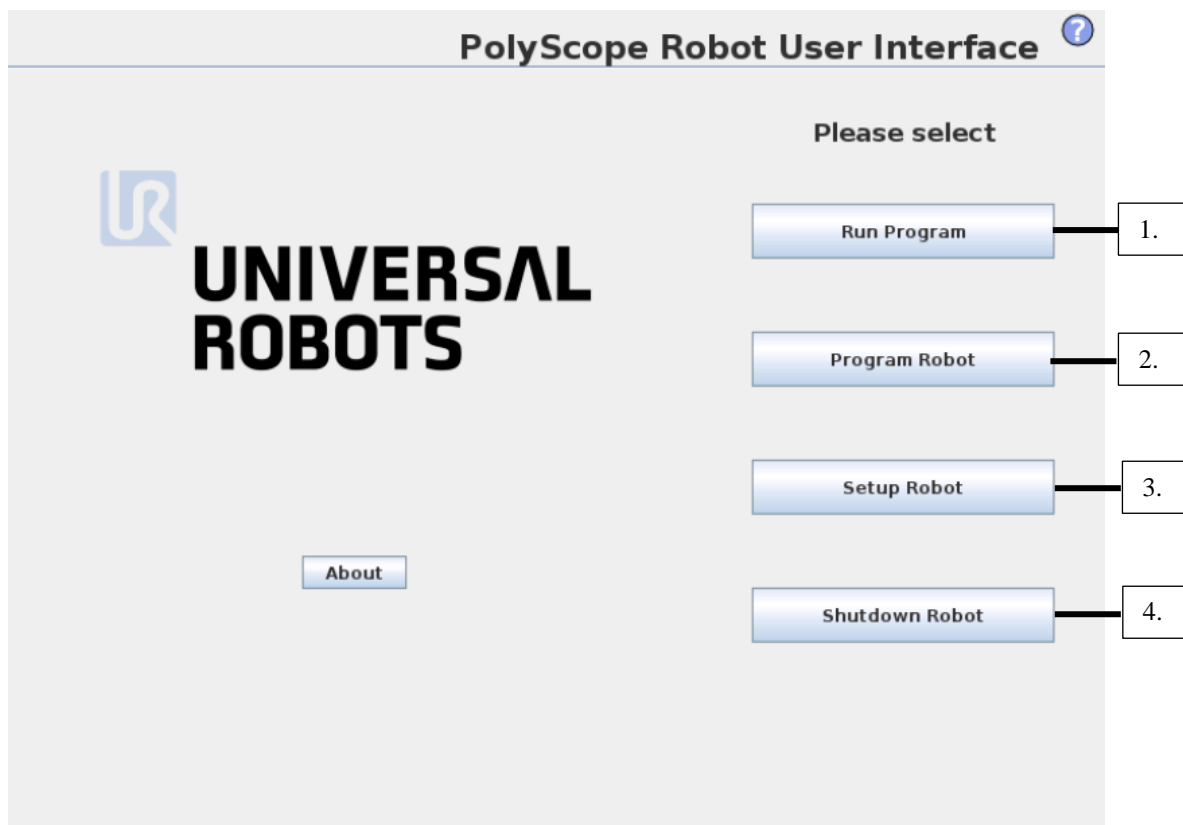 PolyScope Robot User Interface ?
Please select
UR
UNIVERSAL
ROBOTS
Run Program
1.
Program Robot
2.
Setup Robot
3.
About
Shutdown Robot
4.